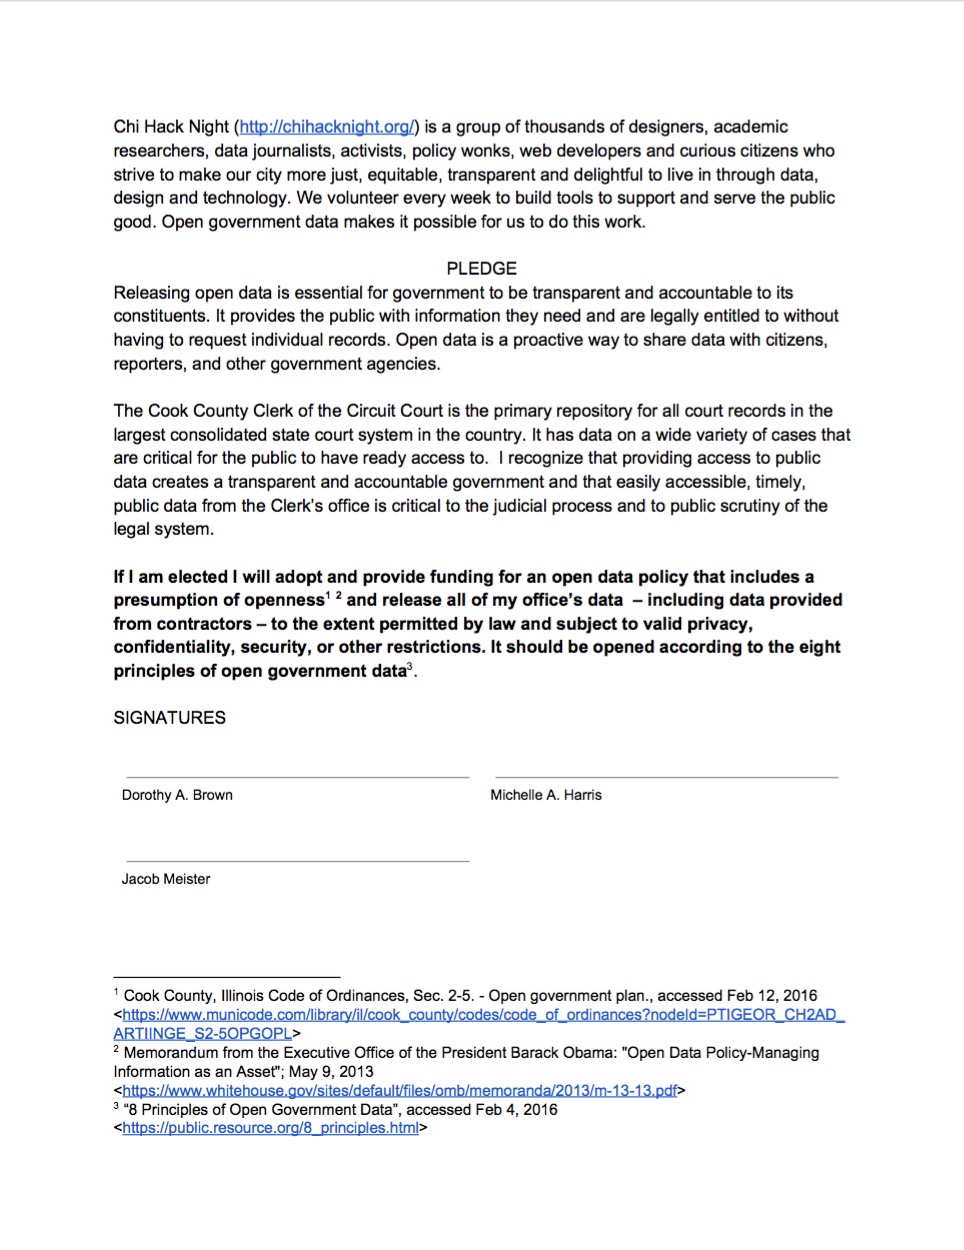 Chi Hack Night (http://chihacknight.org/) is a group of thousands of designers, academic
researchers, data journalists, activists, policy wonks, web developers and curious citizens who
strive to make our city more just, equitable, transparent and delightful to live in through data,
design and technology. We volunteer every week to build tools to support and serve the public
good. Open government data makes it possible for us to do this work.
PLEDGE
Releasing open data is essential for government to be transparent and accountable to its
constituents. It provides the public with information they need and are legally entitled to without
having to request individual records. Open data is a proactive way to share data with citizens,
reporters, and other government agencies.
The Cook County Clerk of the Circuit Court is the primary repository for all court records in the
largest consolidated state court system in the country. It has data on a wide variety of cases that
are critical for the public to have ready access to.  I recognize that providing access to public
data creates a transparent and accountable government and that easily accessible, timely,
public data from the Clerk's office is critical to the judicial process and to public scrutiny of the
legal system.
If I am elected I will adopt and provide funding for an open data policy that includes a
presumption of openness¹ ² and release all of my office's data  – including data provided
from contractors – to the extent permitted by law and subject to valid privacy,
confidentiality, security, or other restrictions. It should be opened according to the eight
principles of open government data³.
SIGNATURES
Dorothy A. Brown
Michelle A. Harris
Jacob Meister
¹ Cook County, Illinois Code of Ordinances, Sec. 2-5. - Open government plan., accessed Feb 12, 2016
<https://www.municode.com/library/il/cook_county/codes/code_of_ordinances?nodeId=PTIGEOR_CH2AD_
ARTIINGE_S2-5OPGOPL>
² Memorandum from the Executive Office of the President Barack Obama: "Open Data Policy-Managing
Information as an Asset"; May 9, 2013
<https://www.whitehouse.gov/sites/default/files/omb/memoranda/2013/m-13-13.pdf>
³ "8 Principles of Open Government Data", accessed Feb 4, 2016
<https://public.resource.org/8_principles.html>